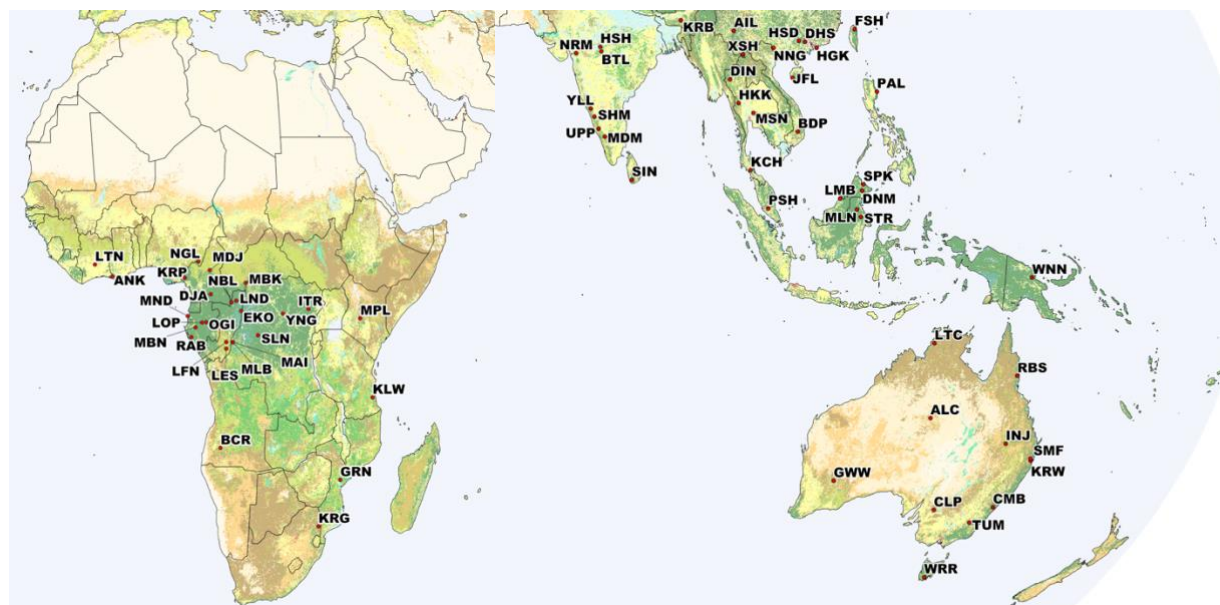 LTN
ANK
NGL
MDJ
KRP
NBL
MBK
DJA
LND
ITR
MND
EKO
YNG
MPL
LOP
OGI
SLN
MBN
RAB
MAI
LFN
LES
MLB
KLW
BCR
GRN
KRG
KRB
AIL
FSH
HSH
HSD
DHS
NRM
BTL
XSH
NNG
HGK
DIN
JFL
PAL
YLL
SHM
HKK
MSN
UPP
MDM
BDP
SIN
KCH
SPK
LMB
DNM
PSH
MLN
STR
WNN
LTC
RBS
ALC
INJ
SMF
GWW
KRW
CLP
CMB
TUM
WRR